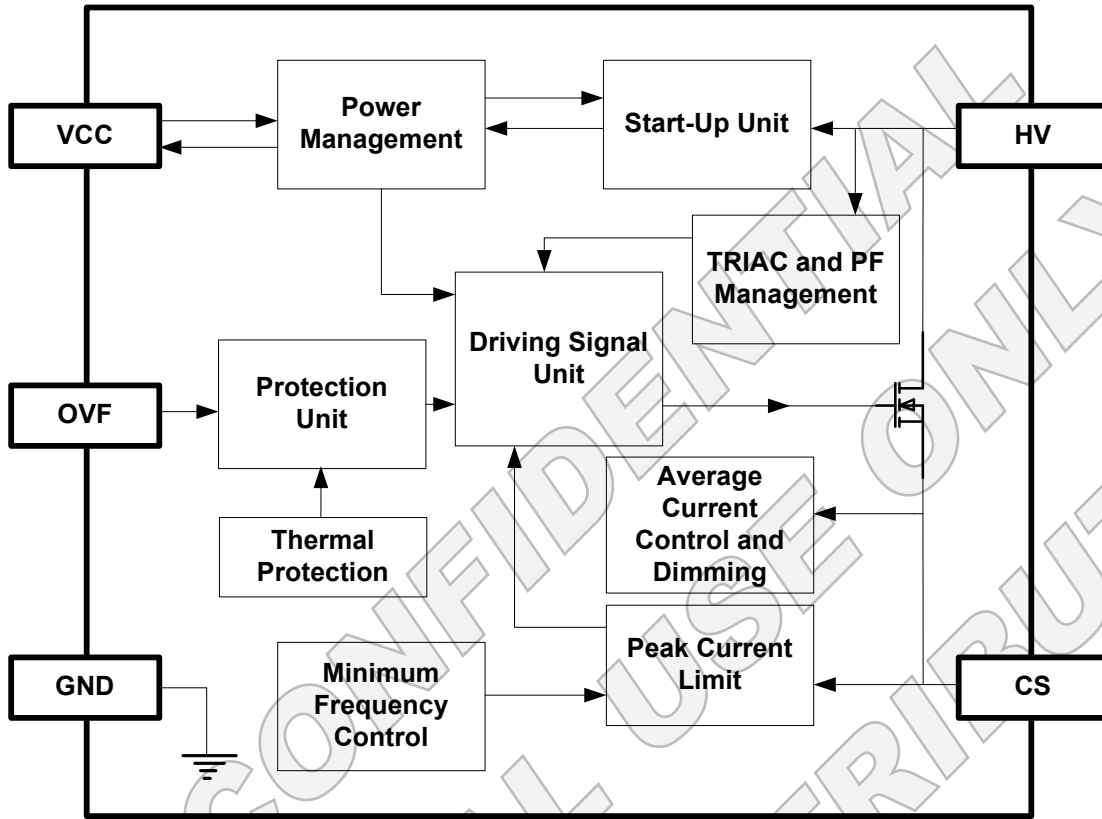 Power
Management
Start-Up Unit
VCC
HV
TRIAC and PF
Management
Driving Signal
Unit
Protection
Unit
OVF
Average
Current
Control and
Dimming
Thermal
Protection
Peak Current
Limit
Minimum
Frequency
Control
GND
CS
CONFIDENTIAL
USE ONLY